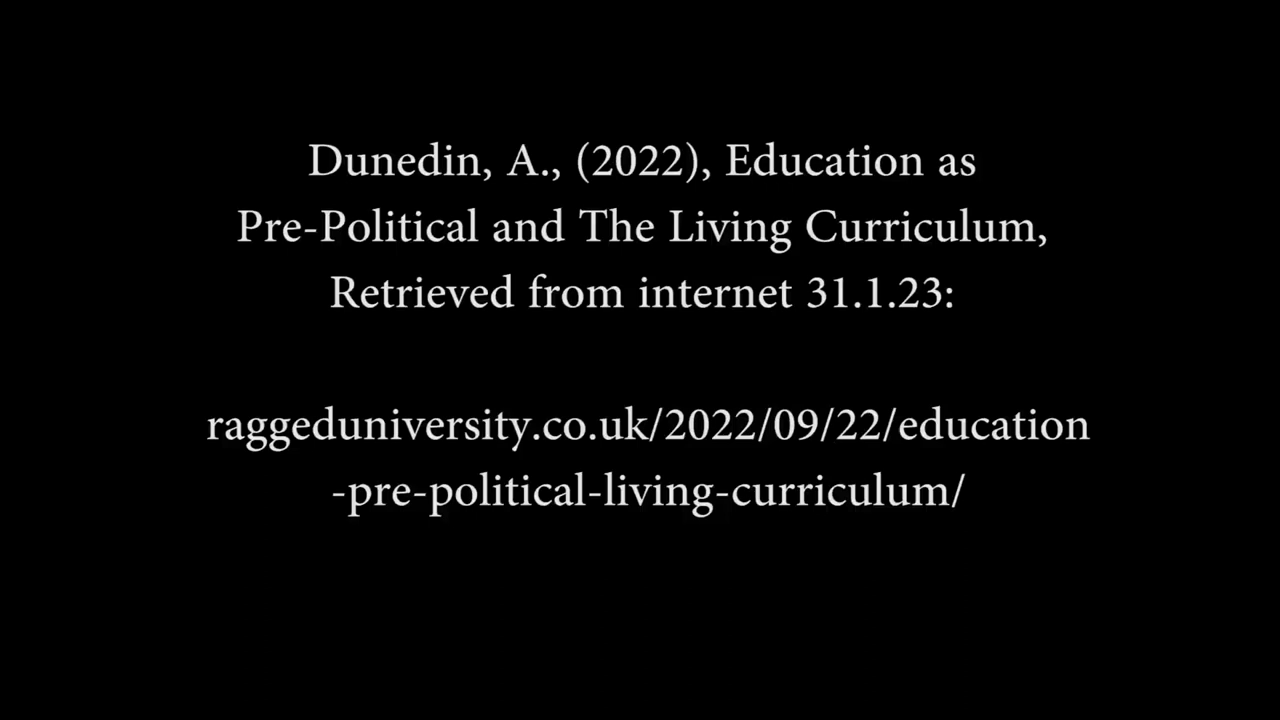 Dunedin, A., (2022), Education as
Pre-Political and The Living Curriculum,
Retrieved from internet 31.1.23:
raggeduniversity.co.uk/2022/09/22/education
-pre-political-living-curriculum/